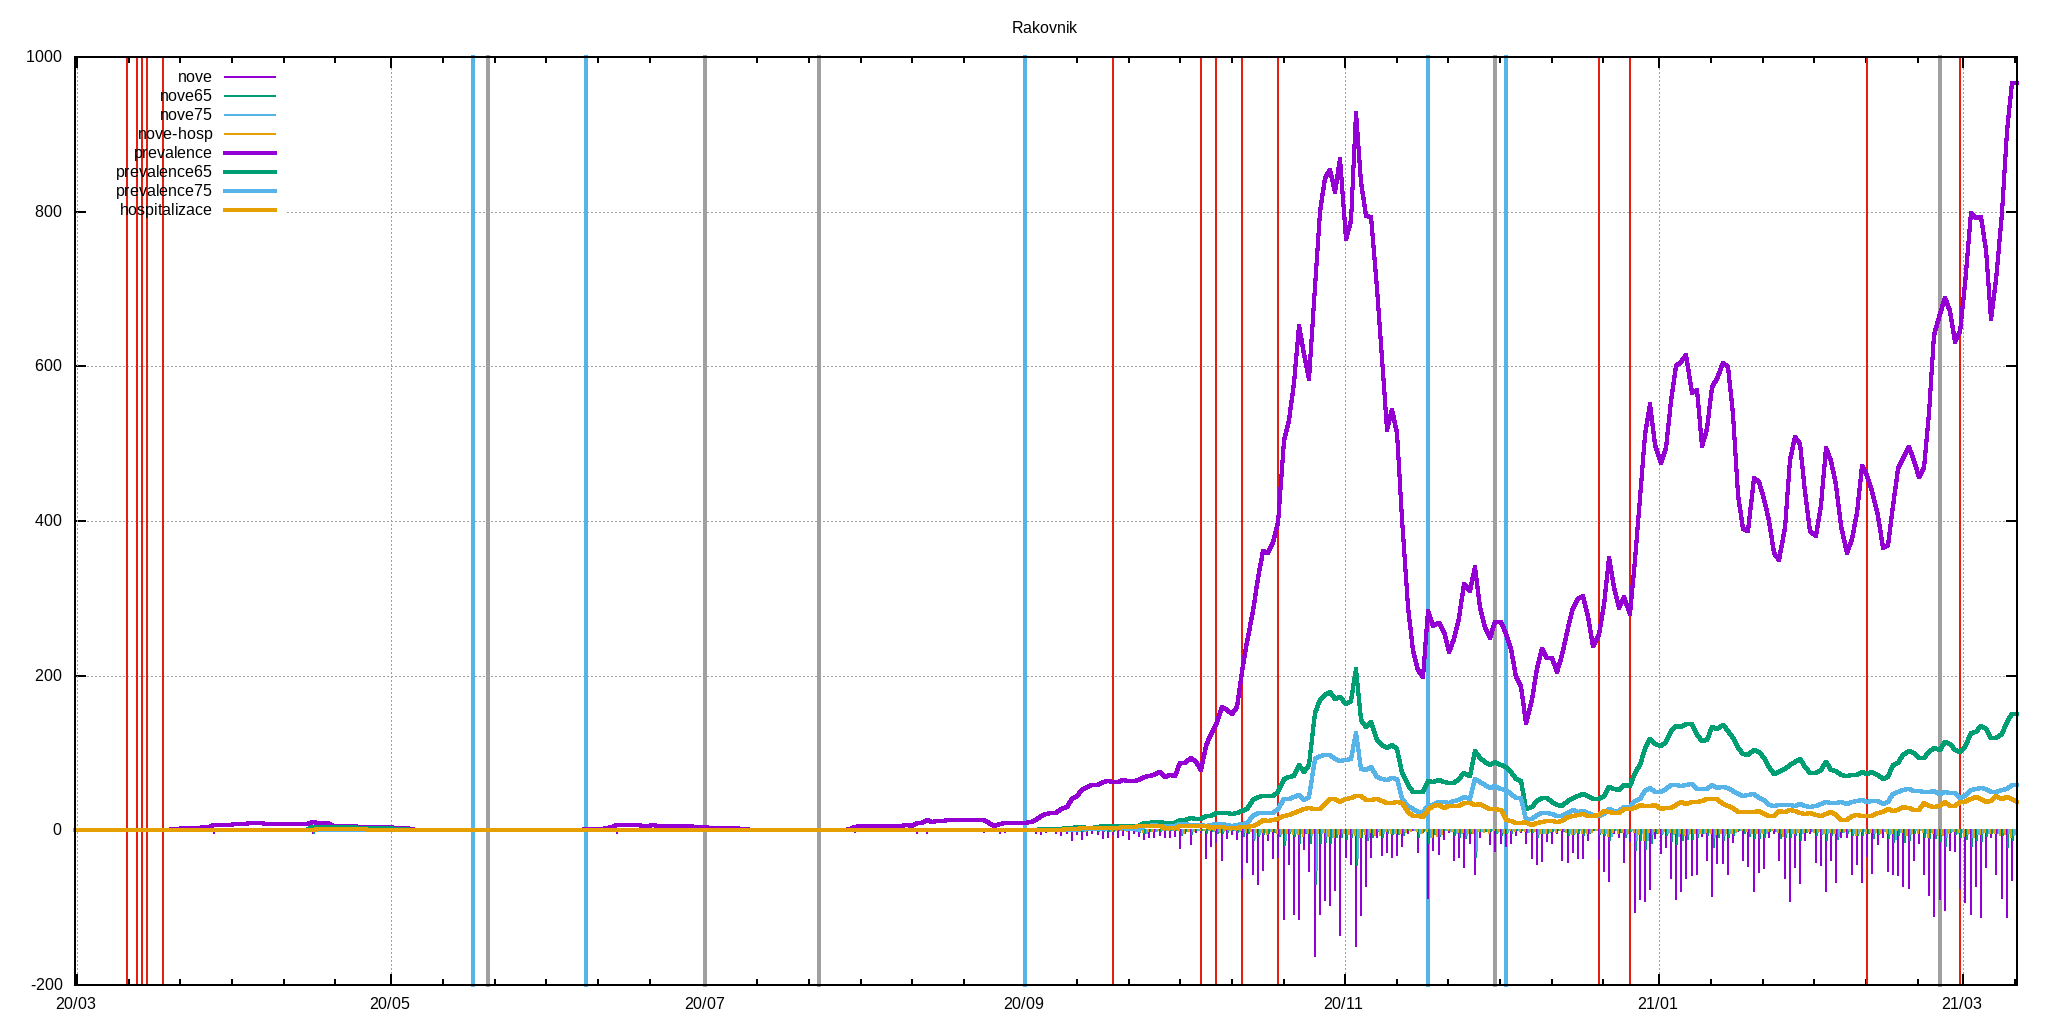 Rakovnik
1000
800
600
400
200
0
-200
nove
nove65
nove75
nove-hosp
prevalence
prevalence65
prevalence75
hospitalizace
20/03 20/05 20/07 20/09 20/11 21/01 21/03